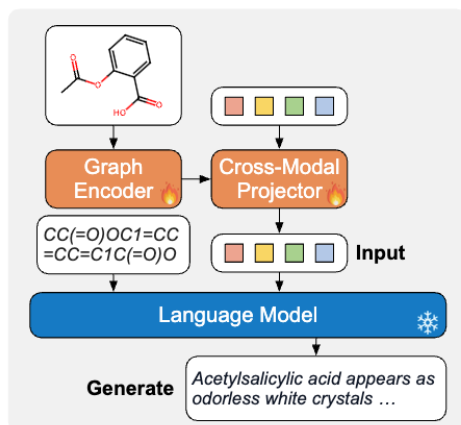 O
O
HO
O
Graph
Encoder
Cross-Modal
Projector
CC(=O)OC1=CC
=CC=C1C(=O)O
Input
Language Model
Generate
Acetylsalicylic acid appears as
odorless white crystals ...